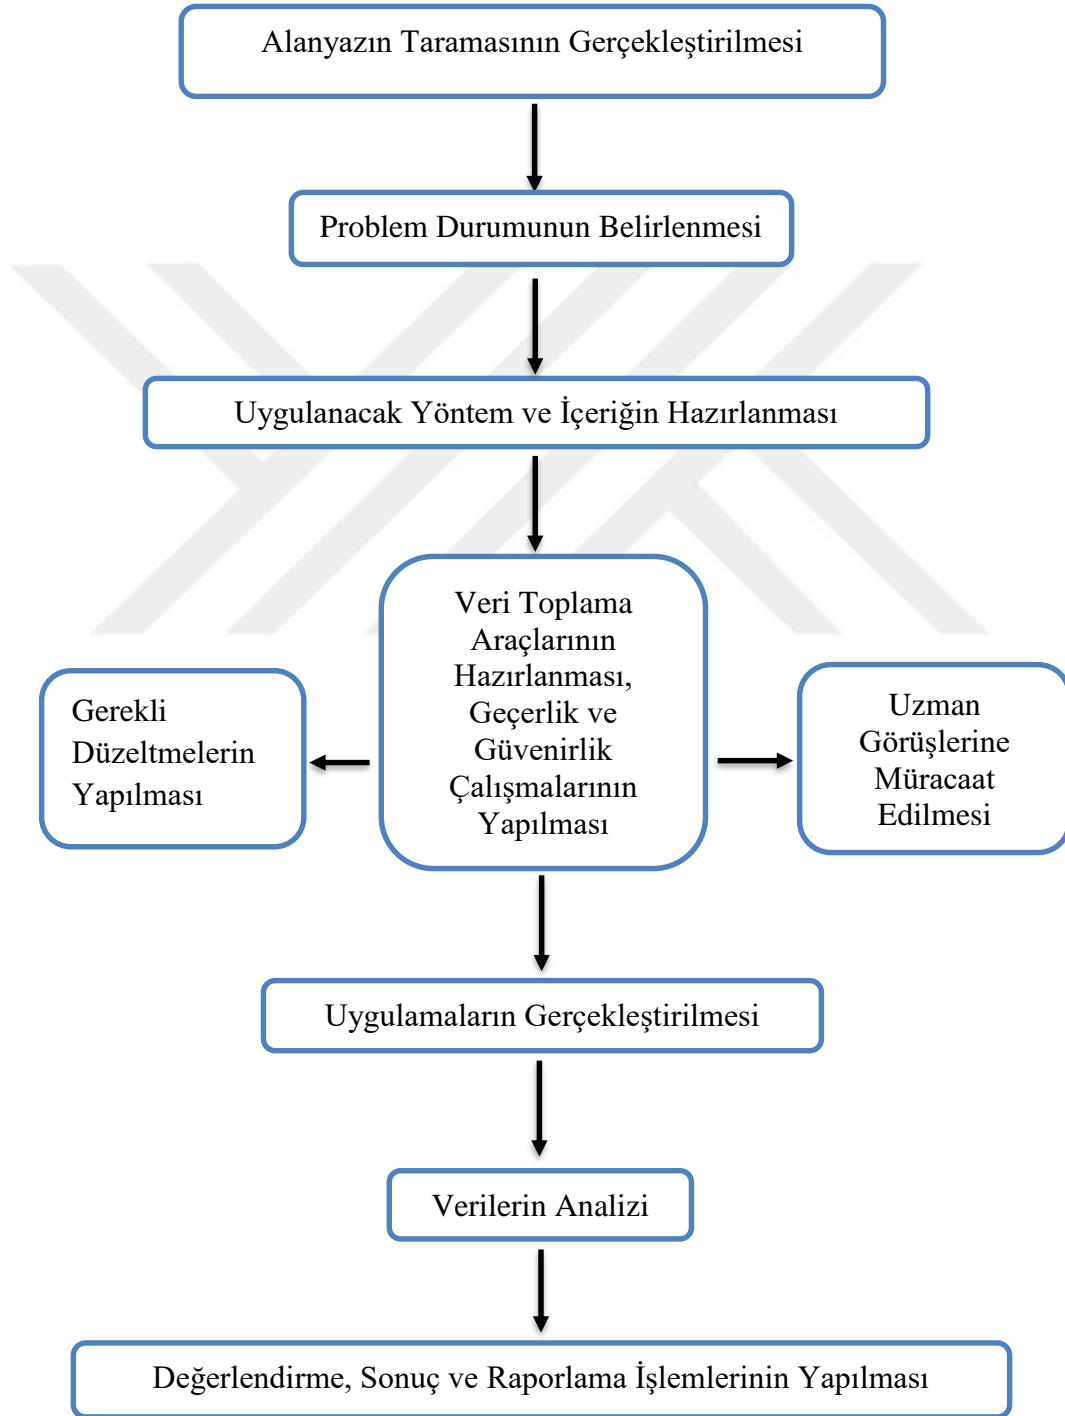 Alanyazın Taramasının Gerçekleştirilmesi
Problem Durumunun Belirlenmesi
Uygulanacak Yöntem ve İçeriğin Hazırlanması
Veri Toplama
Araçlarının
Hazırlanması,
Geçerlik ve
Güvenirlik
Çalışmalarının
Yapılması
Gerekli
Düzeltmelerin
Yapılması
Uzman
Görüşlerine
Müracaat
Edilmesi
Uygulamaların Gerçekleştirilmesi
Verilerin Analizi
Değerlendirme, Sonuç ve Raporlama İşlemlerinin Yapılması